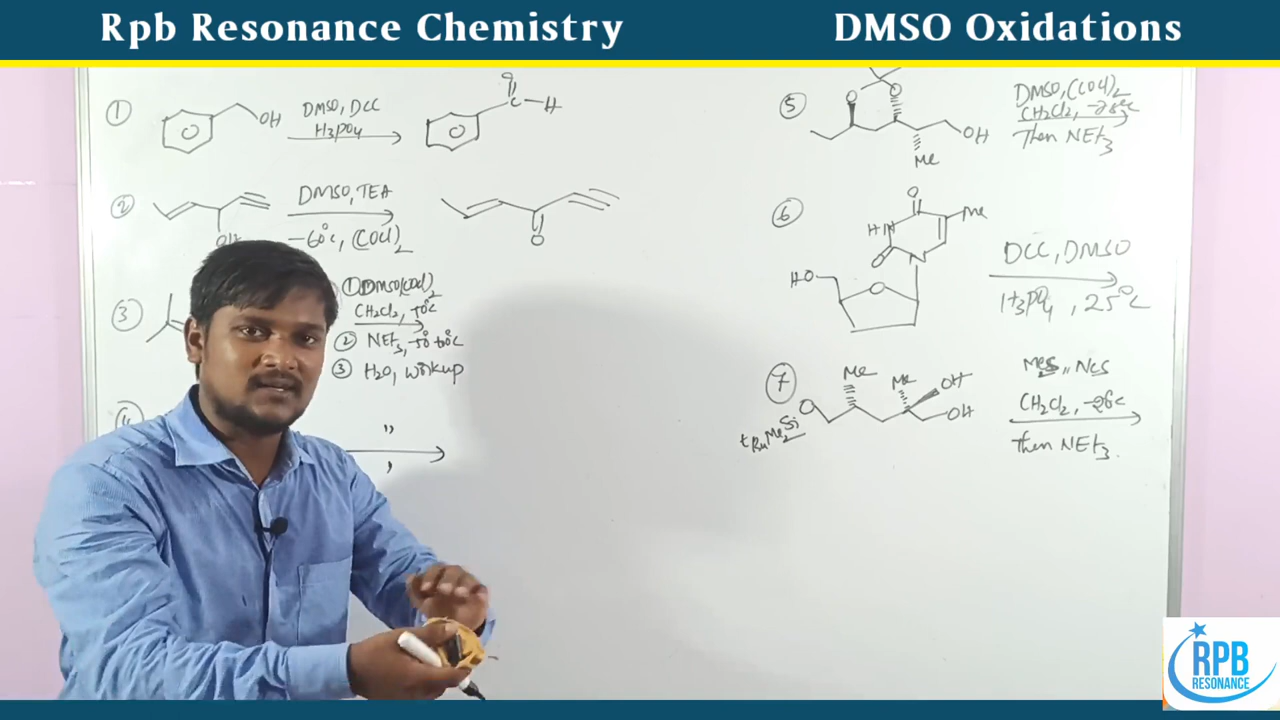 Rpb Resonance Chemistry
DMSO Oxidations
①
OH
DMSO, DCC
H3PO4
O
C-H
②
OH
DMSO, TEA
-60°C, (COCl)2
O
③
① DMSO, (COCl)2
CH2Cl2,
② NEt3,
③ H2O, workup
④
"
⑤
O O
OH
Me
DMSO, (COCl)2
CH2Cl2, -78°C
Then NEt3
⑥
O
HN
Me
O
N
HO
O
DCC, DMSO
H3PO4, 25°C
⑦
tBuMe2Si
O
Me
Me
OH
OH
Me2S, NCS
CH2Cl2,
then NEt3.
RPB
RESONANCE